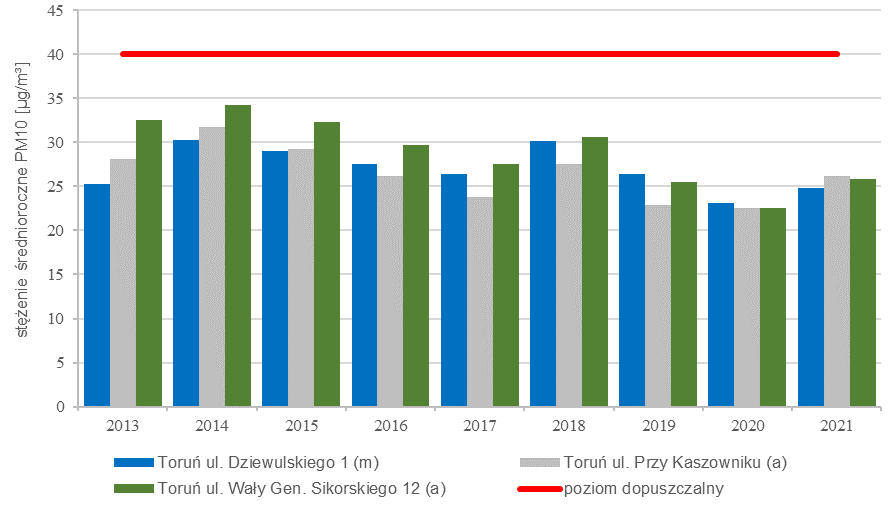 45
40
35
30
25
20
15
10
5
0
stężenie średnioroczne PM10 [µg/m³]
2013 2014 2015 2016 2017 2018 2019 2020 2021
Toruń ul. Dziewulskiego 1 (m) Toruń ul. Przy Kaszowniku (a)
Toruń ul. Wały Gen. Sikorskiego 12 (a) poziom dopuszczalny